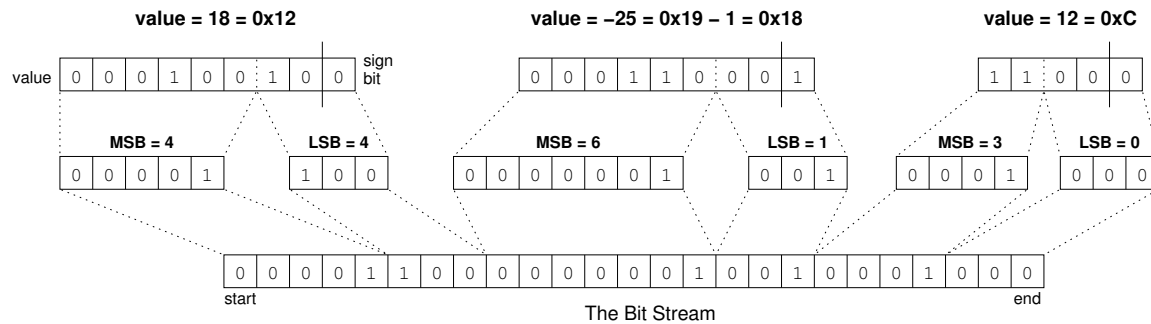 value = 18 = 0x12
value = −25 = 0x19 − 1 = 0x18
value = 12 = 0xC
value
0 0 0 1 0 0 1 0 0
sign
bit
0 0 0 1 1 0 0 0 1
1 1 0 0 0
MSB = 4
LSB = 4
MSB = 6
LSB = 1
MSB = 3
LSB = 0
0 0 0 0 1
1 0 0
0 0 0 0 0 0 1
0 0 1
0 0 0 1
0 0 0
0 0 0 0 1 1 0 0 0 0 0 0 0 0 1 0 0 1 0 0 0 1 0 0 0
start
end
The Bit Stream